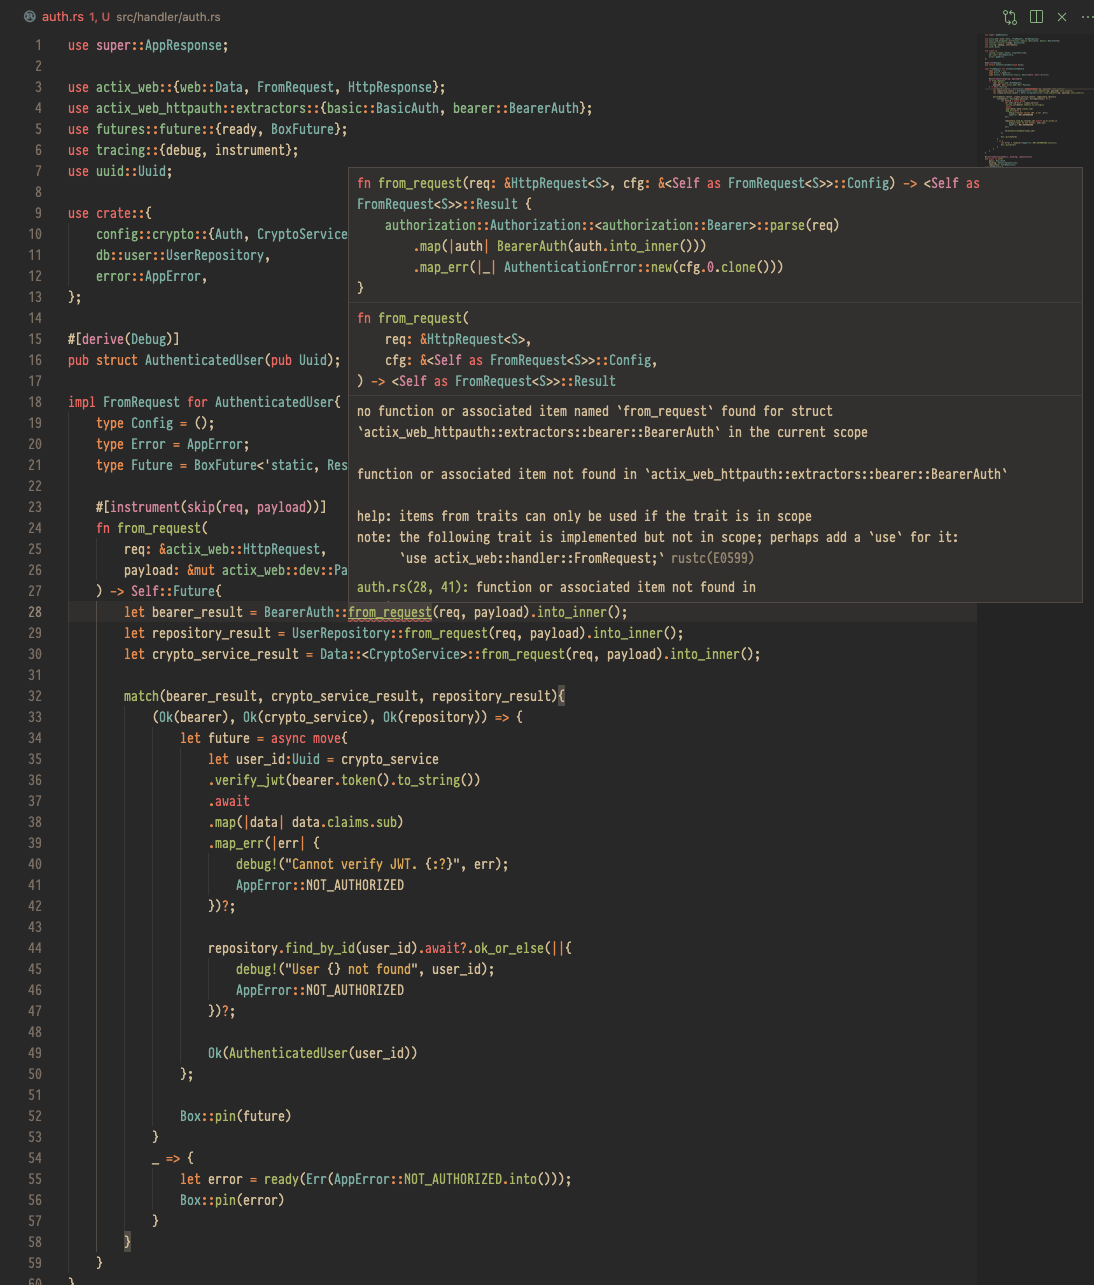 auth.rs 1, U src/handler/auth.rs
1 use super::AppResponse;
2
3 use actix_web::{web::Data, FromRequest, HttpResponse};
4 use actix_web_httpauth::extractors::{basic::BasicAuth, bearer::BearerAuth};
5 use futures::future::{ready, BoxFuture};
6 use tracing::{debug, instrument};
7 use uuid::Uuid;
8
9 use crate::{
10 config::crypto::{Auth, CryptoService
11 db::user::UserRepository,
12 error::AppError,
13 };
14
15 #[derive(Debug)]
16 pub struct AuthenticatedUser(pub Uuid);
17
18 impl FromRequest for AuthenticatedUser{
19 type Config = ();
20 type Error = AppError;
21 type Future = BoxFuture<'static, Res
22
23 #[instrument(skip(req, payload))]
24 fn from_request(
25 req: &actix_web::HttpRequest,
26 payload: &mut actix_web::dev::Pa
27 ) -> Self::Future{
fn from_request(req: &HttpRequest<S>, cfg: &<Self as FromRequest<S>>::Config) -> <Self as
FromRequest<S>>::Result {
authorization::Authorization::<authorization::Bearer>::parse(req)
.map(|auth| BearerAuth(auth.into_inner()))
.map_err(|_| AuthenticationError::new(cfg.0.clone()))
}
fn from_request(
req: &HttpRequest<S>,
cfg: &<Self as FromRequest<S>>::Config,
) -> <Self as FromRequest<S>>::Result
no function or associated item named `from_request` found for struct
`actix_web_httpauth::extractors::bearer::BearerAuth` in the current scope
function or associated item not found in `actix_web_httpauth::extractors::bearer::BearerAuth`
help: items from traits can only be used if the trait is in scope
note: the following trait is implemented but not in scope; perhaps add a `use` for it:
`use actix_web::handler::FromRequest;` rustc(E0599)
auth.rs(28, 41): function or associated item not found in
28 let bearer_result = BearerAuth::from_request(req, payload).into_inner();
29 let repository_result = UserRepository::from_request(req, payload).into_inner();
30 let crypto_service_result = Data::<CryptoService>::from_request(req, payload).into_inner();
31
32 match(bearer_result, crypto_service_result, repository_result){
33 (Ok(bearer), Ok(crypto_service), Ok(repository)) => {
34 let future = async move{
35 let user_id:Uuid = crypto_service
36 .verify_jwt(bearer.token().to_string())
37 .await
38 .map(|data| data.claims.sub)
39 .map_err(|err| {
40 debug!("Cannot verify JWT. {:?}", err);
41 AppError::NOT_AUTHORIZED
42 })?;
43
44 repository.find_by_id(user_id).await?.ok_or_else(||{
45 debug!("User {} not found", user_id);
46 AppError::NOT_AUTHORIZED
47 })?;
48
49 Ok(AuthenticatedUser(user_id))
50 };
51
52 Box::pin(future)
53 }
54 _ => {
55 let error = ready(Err(AppError::NOT_AUTHORIZED.into()));
56 Box::pin(error)
57 }
58 }
59 }
60 }